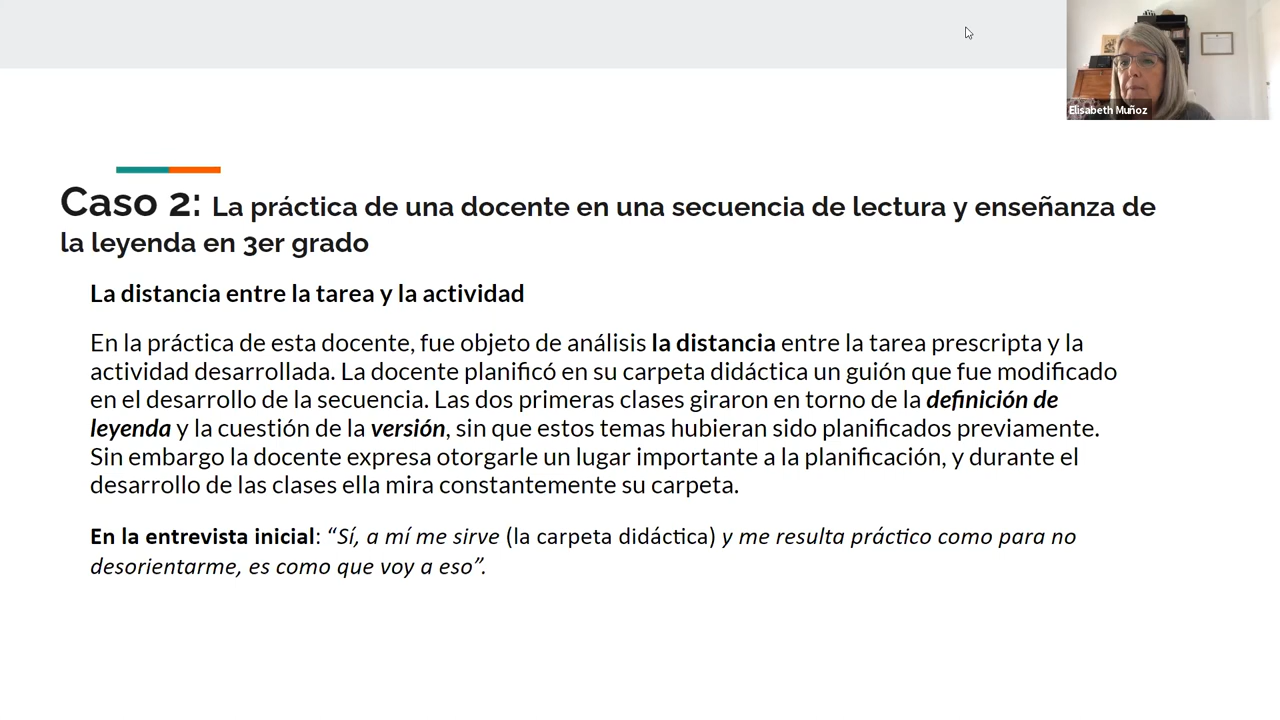 Elisabeth Muñoz
Caso 2: La práctica de una docente en una secuencia de lectura y enseñanza de
la leyenda en 3er grado
La distancia entre la tarea y la actividad
En la práctica de esta docente, fue objeto de análisis la distancia entre la tarea prescripta y la
actividad desarrollada. La docente planificó en su carpeta didáctica un guión que fue modificado
en el desarrollo de la secuencia. Las dos primeras clases giraron en torno de la definición de
leyenda y la cuestión de la versión, sin que estos temas hubieran sido planificados previamente.
Sin embargo la docente expresa otorgarle un lugar importante a la planificación, y durante el
desarrollo de las clases ella mira constantemente su carpeta.
En la entrevista inicial: “Sí, a mí me sirve (la carpeta didáctica) y me resulta práctico como para no
desorientarme, es como que voy a eso”.